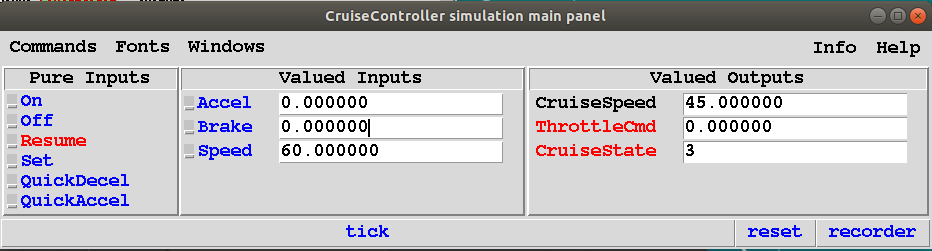 CruiseController simulation main panel
Commands Fonts Windows Info Help
Pure Inputs Valued Inputs Valued Outputs
On Accel 0.000000 CruiseSpeed 45.000000
Off Brake 0.000000 ThrottleCmd 0.000000
Resume Speed 60.000000 CruiseState 3
Set
QuickDecel
QuickAccel
tick reset recorder